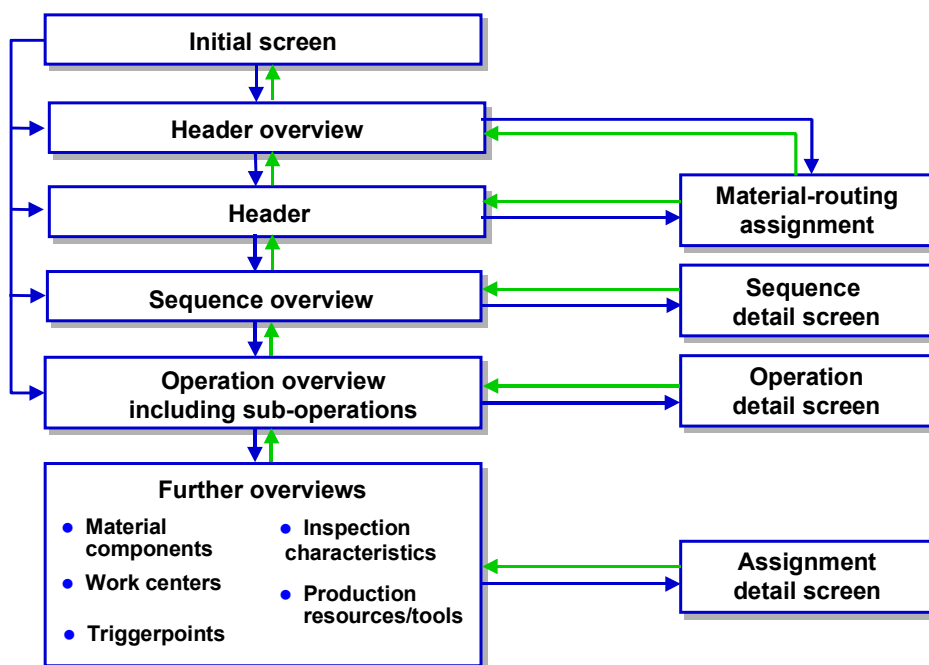 Initial screen
Header overview
Header
Material-routing
assignment
Sequence overview
Sequence
detail screen
Operation overview
including sub-operations
Operation
detail screen
Further overviews
Material
components
Work centers
Triggerpoints
Inspection
characteristics
Production
resources/tools
Assignment
detail screen